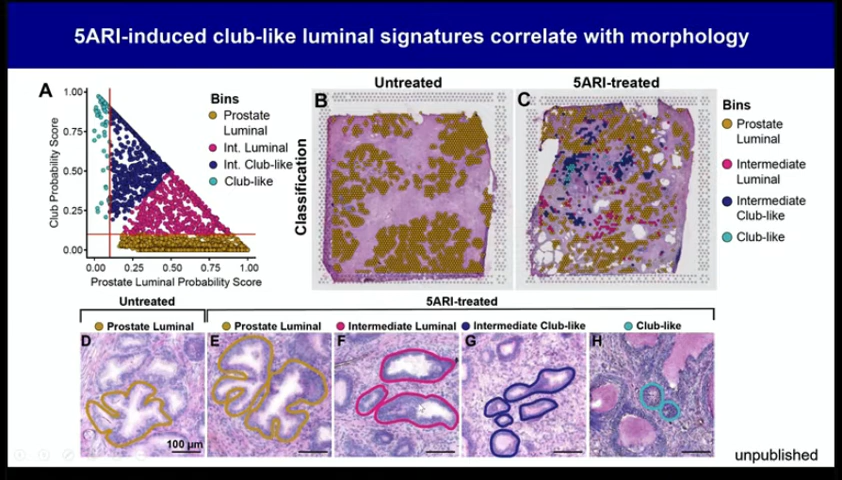 5ARI-induced club-like luminal signatures correlate with morphology
A
Club Probability Score
1.00
0.75
0.50
0.25
0.00
0.00 0.25 0.50 0.75 1.00
Prostate Luminal Probability Score
Bins
Prostate
Luminal
Int. Luminal
Int. Club-like
Club-like
Classification
Untreated
B
5ARI-treated
C
Bins
Prostate
Luminal
Intermediate
Luminal
Intermediate
Club-like
Club-like
Untreated
5ARI-treated
Prostate Luminal
Prostate Luminal
Intermediate Luminal
Intermediate Club-like
Club-like
D
E
F
G
H
100 µm
unpublished